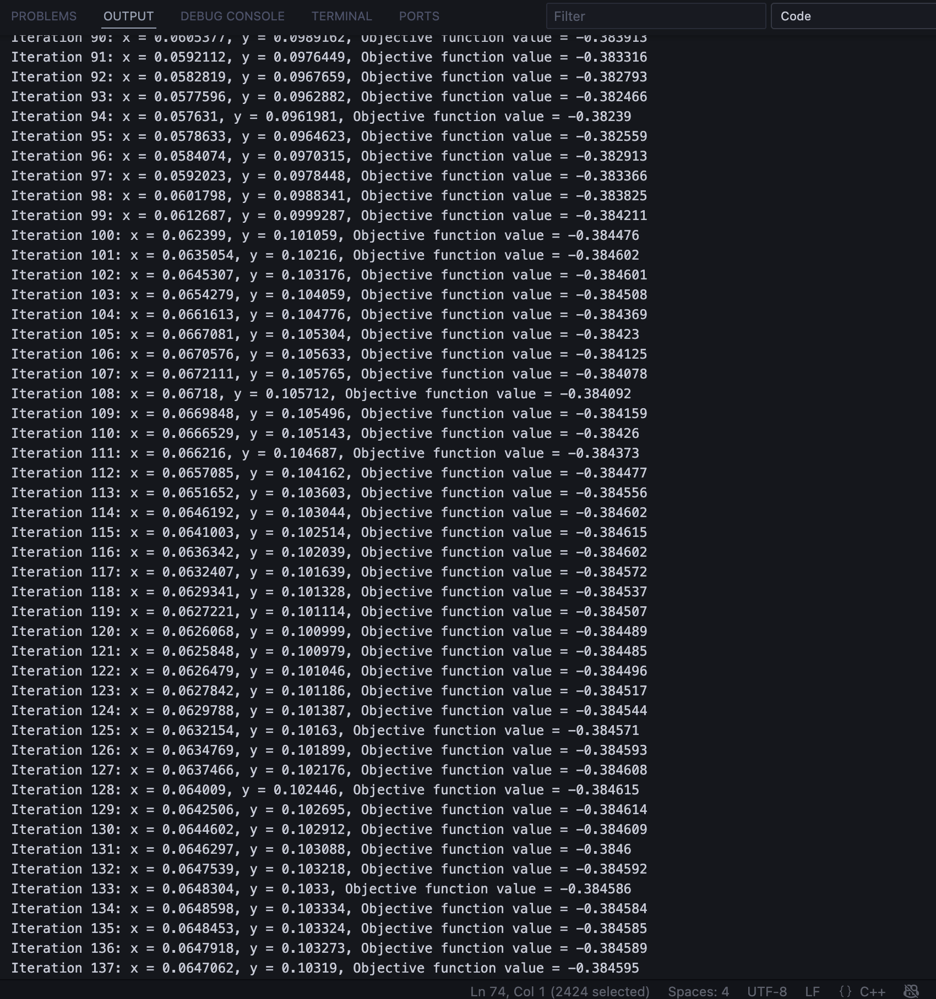 PROBLEMS OUTPUT DEBUG CONSOLE TERMINAL PORTS Filter Code
Iteration 90: x = 0.0605377, y = 0.0989162, Objective function value = -0.383913
Iteration 91: x = 0.0592112, y = 0.0976449, Objective function value = -0.383316
Iteration 92: x = 0.0582819, y = 0.0967659, Objective function value = -0.382793
Iteration 93: x = 0.0577596, y = 0.0962882, Objective function value = -0.382466
Iteration 94: x = 0.057631, y = 0.0961981, Objective function value = -0.38239
Iteration 95: x = 0.0578633, y = 0.0964623, Objective function value = -0.382559
Iteration 96: x = 0.0584074, y = 0.0970315, Objective function value = -0.382913
Iteration 97: x = 0.0592023, y = 0.0978448, Objective function value = -0.383366
Iteration 98: x = 0.0601798, y = 0.0988341, Objective function value = -0.383825
Iteration 99: x = 0.0612687, y = 0.0999287, Objective function value = -0.384211
Iteration 100: x = 0.062399, y = 0.101059, Objective function value = -0.384476
Iteration 101: x = 0.0635054, y = 0.10216, Objective function value = -0.384602
Iteration 102: x = 0.0645307, y = 0.103176, Objective function value = -0.384601
Iteration 103: x = 0.0654279, y = 0.104059, Objective function value = -0.384508
Iteration 104: x = 0.0661613, y = 0.104776, Objective function value = -0.384369
Iteration 105: x = 0.0667081, y = 0.105304, Objective function value = -0.38423
Iteration 106: x = 0.0670576, y = 0.105633, Objective function value = -0.384125
Iteration 107: x = 0.0672111, y = 0.105765, Objective function value = -0.384078
Iteration 108: x = 0.06718, y = 0.105712, Objective function value = -0.384092
Iteration 109: x = 0.0669848, y = 0.105496, Objective function value = -0.384159
Iteration 110: x = 0.0666529, y = 0.105143, Objective function value = -0.38426
Iteration 111: x = 0.066216, y = 0.104687, Objective function value = -0.384373
Iteration 112: x = 0.0657085, y = 0.104162, Objective function value = -0.384477
Iteration 113: x = 0.0651652, y = 0.103603, Objective function value = -0.384556
Iteration 114: x = 0.0646192, y = 0.103044, Objective function value = -0.384602
Iteration 115: x = 0.0641003, y = 0.102514, Objective function value = -0.384615
Iteration 116: x = 0.0636342, y = 0.102039, Objective function value = -0.384602
Iteration 117: x = 0.0632407, y = 0.101639, Objective function value = -0.384572
Iteration 118: x = 0.0629341, y = 0.101328, Objective function value = -0.384537
Iteration 119: x = 0.0627221, y = 0.101114, Objective function value = -0.384507
Iteration 120: x = 0.0626068, y = 0.100999, Objective function value = -0.384489
Iteration 121: x = 0.0625848, y = 0.100979, Objective function value = -0.384485
Iteration 122: x = 0.0626479, y = 0.101046, Objective function value = -0.384496
Iteration 123: x = 0.0627842, y = 0.101186, Objective function value = -0.384517
Iteration 124: x = 0.0629788, y = 0.101387, Objective function value = -0.384544
Iteration 125: x = 0.0632154, y = 0.10163, Objective function value = -0.384571
Iteration 126: x = 0.0634769, y = 0.101899, Objective function value = -0.384593
Iteration 127: x = 0.0637466, y = 0.102176, Objective function value = -0.384608
Iteration 128: x = 0.064009, y = 0.102446, Objective function value = -0.384615
Iteration 129: x = 0.0642506, y = 0.102695, Objective function value = -0.384614
Iteration 130: x = 0.0644602, y = 0.102912, Objective function value = -0.384609
Iteration 131: x = 0.0646297, y = 0.103088, Objective function value = -0.3846
Iteration 132: x = 0.0647539, y = 0.103218, Objective function value = -0.384592
Iteration 133: x = 0.0648304, y = 0.1033, Objective function value = -0.384586
Iteration 134: x = 0.0648598, y = 0.103334, Objective function value = -0.384584
Iteration 135: x = 0.0648453, y = 0.103324, Objective function value = -0.384585
Iteration 136: x = 0.0647918, y = 0.103273, Objective function value = -0.384589
Iteration 137: x = 0.0647062, y = 0.10319, Objective function value = -0.384595
Ln 74, Col 1 (2424 selected) Spaces: 4 UTF-8 LF {} C++